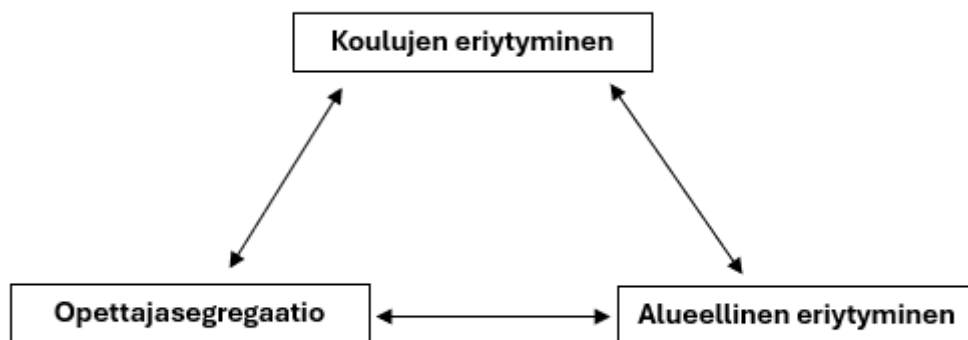 Koulujen eriytyminen
Opettajasegregaatio
Alueellinen eriytyminen